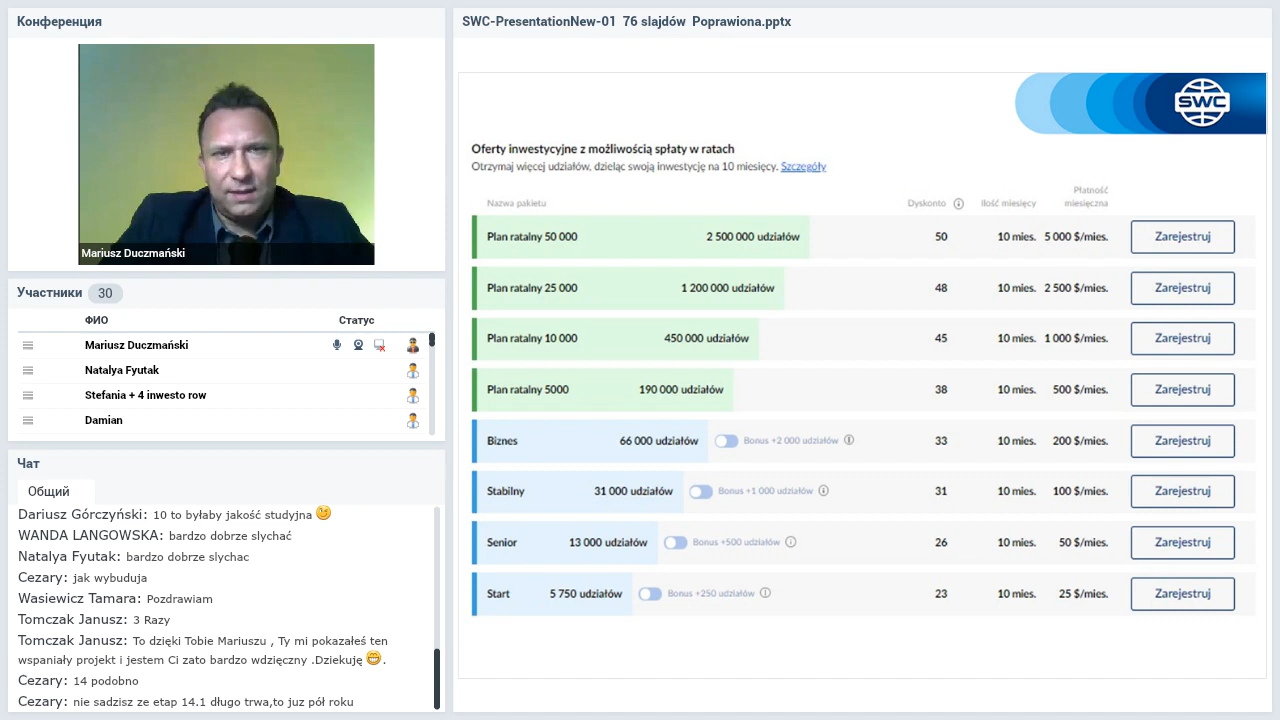 Конференция
Mariusz Duczmański
Участники 30
ФИО Статус
Mariusz Duczmański
Natalya Fyutak
Stefania + 4 inwesto row
Damian
Чат
Общий
Dariusz Górczyński: 10 to byłaby jakość studyjna
WANDA LANGOWSKA: bardzo dobrze slychać
Natalya Fyutak: bardzo dobrze slychac
Cezary: jak wybuduja
Wasiewicz Tamara: Pozdrawiam
Tomczak Janusz: 3 Razy
Tomczak Janusz: To dzięki Tobie Mariuszu , Ty mi pokazałeś ten
wspaniały projekt i jestem Ci zato bardzo wdzięczny .Dziekuję .
Cezary: 14 podobno
Cezary: nie sadzisz ze etap 14.1 długo trwa,to juz pół roku
SWC-PresentationNew-01 76 slajdów Poprawiona.pptx
SWC
Oferty inwestycyjne z możliwością spłaty w ratach
Otrzymaj więcej udziałów, dzieląc swoją inwestycję na 10 miesięcy. Szczegóły
Nazwa pakietu Dyskonto Ilość miesięcy Płatność miesięczna
Plan ratalny 50 000 2 500 000 udziałów 50 10 mies. 5 000 $/mies. Zarejestruj
Plan ratalny 25 000 1 200 000 udziałów 48 10 mies. 2 500 $/mies. Zarejestruj
Plan ratalny 10 000 450 000 udziałów 45 10 mies. 1 000 $/mies. Zarejestruj
Plan ratalny 5000 190 000 udziałów 38 10 mies. 500 $/mies. Zarejestruj
Biznes 66 000 udziałów Bonus +2 000 udziałów 33 10 mies. 200 $/mies. Zarejestruj
Stabilny 31 000 udziałów Bonus +1 000 udziałów 31 10 mies. 100 $/mies. Zarejestruj
Senior 13 000 udziałów Bonus +500 udziałów 26 10 mies. 50 $/mies. Zarejestruj
Start 5 750 udziałów Bonus +250 udziałów 23 10 mies. 25 $/mies. Zarejestruj